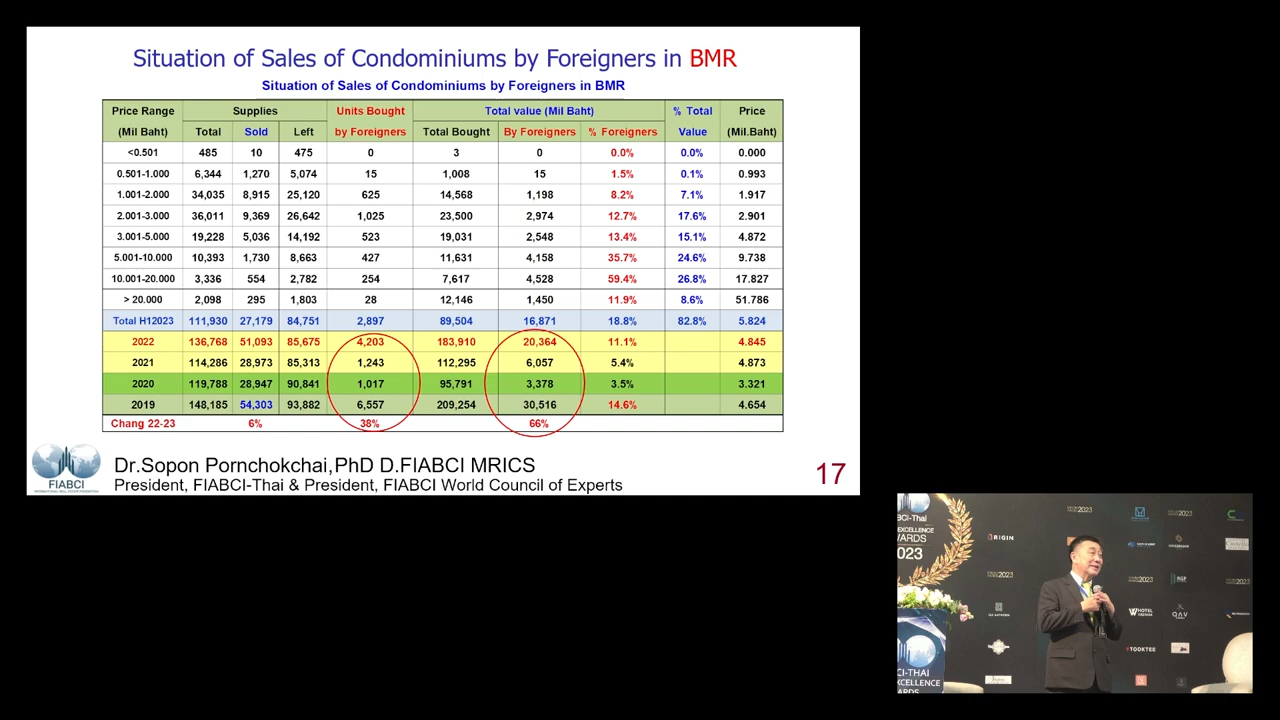 Situation of Sales of Condominiums by Foreigners in BMR
Situation of Sales of Condominiums by Foreigners in BMR
Price Range Supplies Units Bought Total value (Mil Baht) % Total Price
(Mil Baht) Total Sold Left by Foreigners Total Bought By Foreigners % Foreigners Value (Mil.Baht)
<0.501 485 10 475 0 3 0 0.0% 0.0% 0.000
0.501-1.000 6,344 1,270 5,074 15 1,008 15 1.5% 0.1% 0.993
1.001-2.000 34,035 8,915 25,120 625 14,568 1,198 8.2% 7.1% 1.917
2.001-3.000 36,011 9,369 26,642 1,025 23,500 2,974 12.7% 17.6% 2.901
3.001-5.000 19,228 5,036 14,192 523 19,031 2,548 13.4% 15.1% 4.872
5.001-10.000 10,393 1,730 8,663 427 11,631 4,158 35.7% 24.6% 9.738
10.001-20.000 3,336 554 2,782 254 7,617 4,528 59.4% 26.8% 17.827
> 20.000 2,098 295 1,803 28 12,146 1,450 11.9% 8.6% 51.786
Total H12023 111,930 27,179 84,751 2,897 89,504 16,871 18.8% 82.8% 5.824
2022 136,768 51,093 85,675 4,203 183,910 20,364 11.1% 4.845
2021 114,286 28,973 85,313 1,243 112,295 6,057 5.4% 4.873
2020 119,788 28,947 90,841 1,017 95,791 3,378 3.5% 3.321
2019 148,185 54,303 93,882 6,557 209,254 30,516 14.6% 4.654
Chang 22-23 6% 38% 66%
FIABCI
Dr.Sopon Pornchokchai,PhD D.FIABCI MRICS
President, FIABCI-Thai & President, FIABCI World Council of Experts
17
CI-Thai
EXCELLENCE
WARDS
2023
RIGIN
HOTEL
QAV
TOOKTEE
CI-THAI
XCELLENCE
ARDS